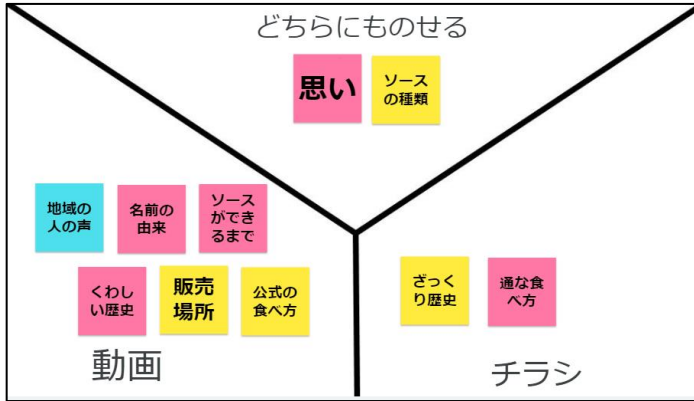 どちらにものせる
思い
ソース
の種類
地域の
人の声
名前の
由来
ソース
ができ
るまで
くわし
い歴史
販売
場所
公式の
食べ方
動画
ざっく
り歴史
通な食
べ方
チラシ